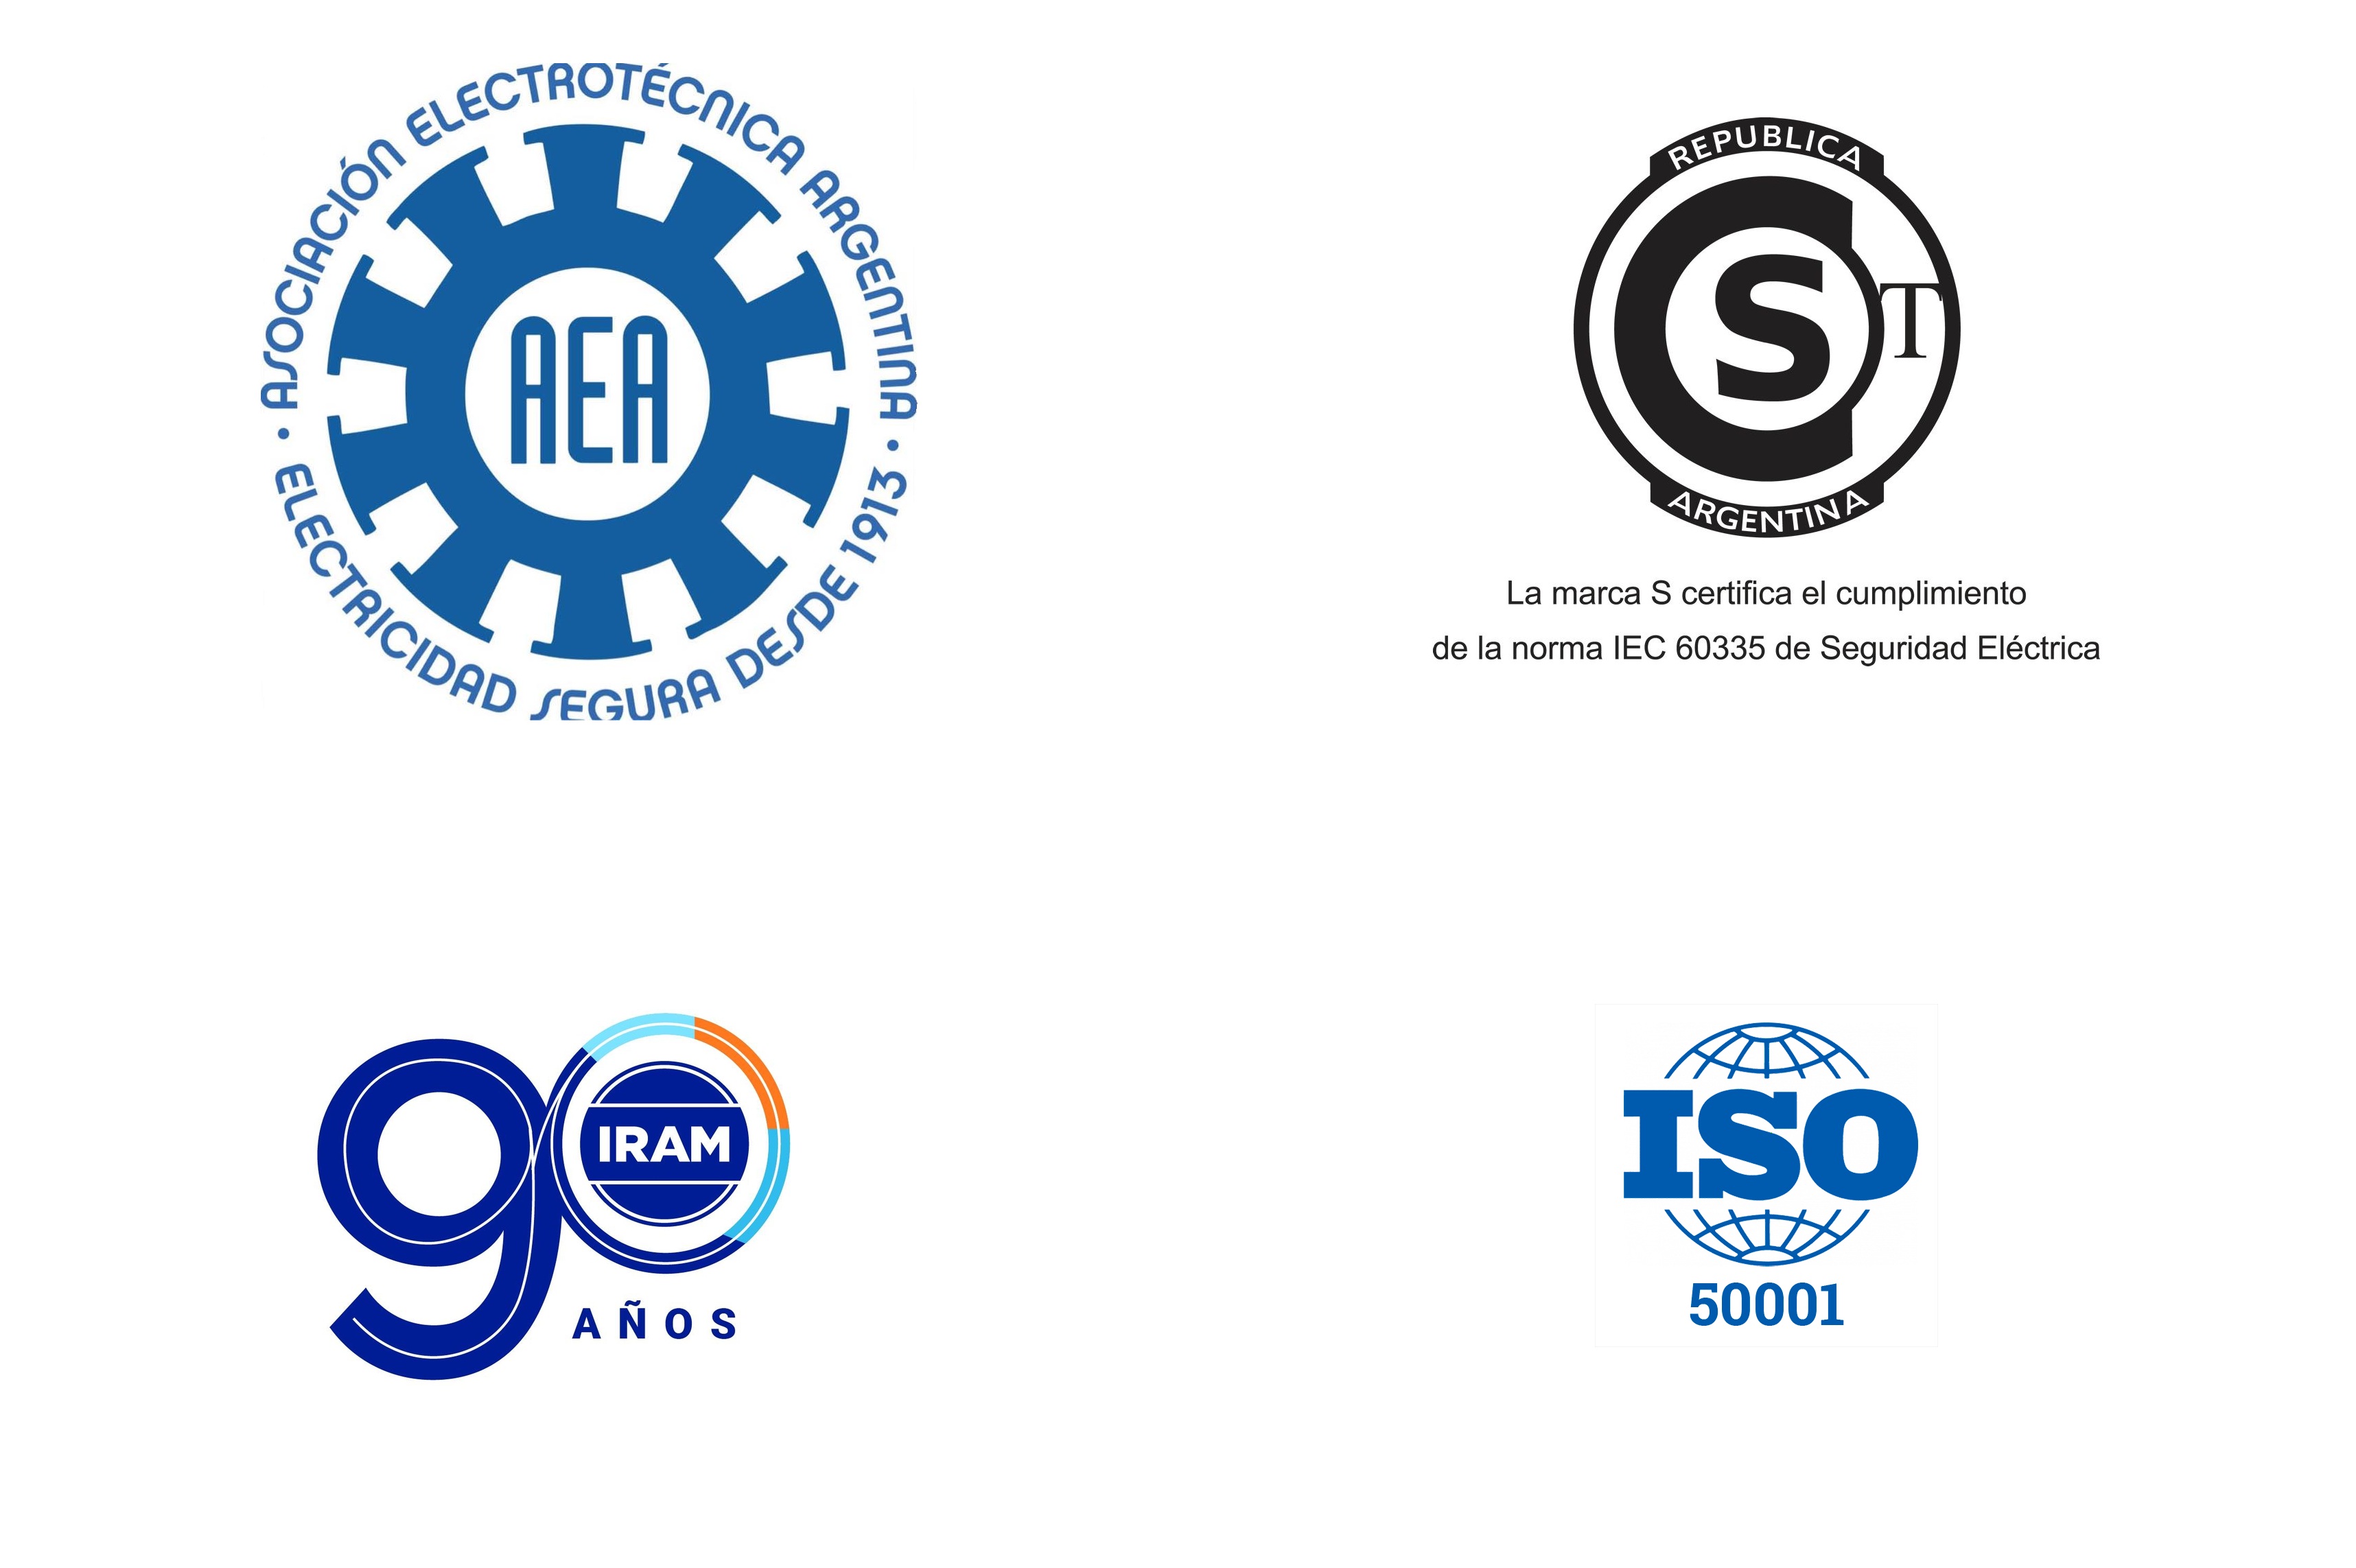 ASOCIACIÓN ELECTROTÉCNICA ARGENTINA
AEA
• ELECTRICIDAD SEGURA DESDE 1913 •
REPUBLICA
S
T
ARGENTINA
La marca S certifica el cumplimiento
de la norma IEC 60335 de Seguridad Eléctrica
90
IRAM
AÑOS
ISO
50001